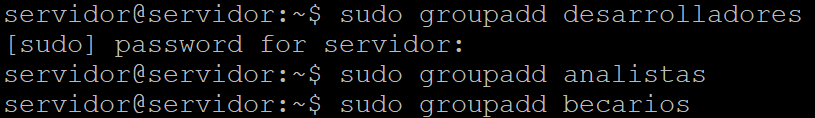 servidor@servidor:~$ sudo groupadd desarrolladores
[sudo] password for servidor:
servidor@servidor:~$ sudo groupadd analistas
servidor@servidor:~$ sudo groupadd becarios